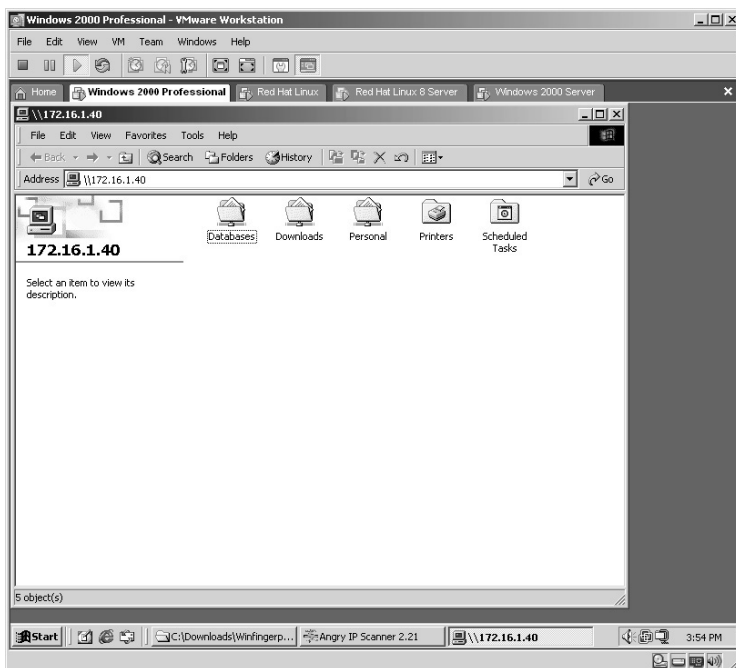 Windows 2000 Professional - VMware Workstation
File Edit View VM Team Windows Help
Home Windows 2000 Professional Red Hat Linux Red Hat Linux 8 Server Windows 2000 Server
\\172.16.1.40
File Edit View Favorites Tools Help
Back Search Folders History
Address \\172.16.1.40 Go
Databases Downloads Personal Printers Scheduled Tasks
172.16.1.40
Select an item to view its
description.
5 object(s)
Start C:\Downloads\Winfingerp... Angry IP Scanner 2.21 \\172.16.1.40 3:54 PM